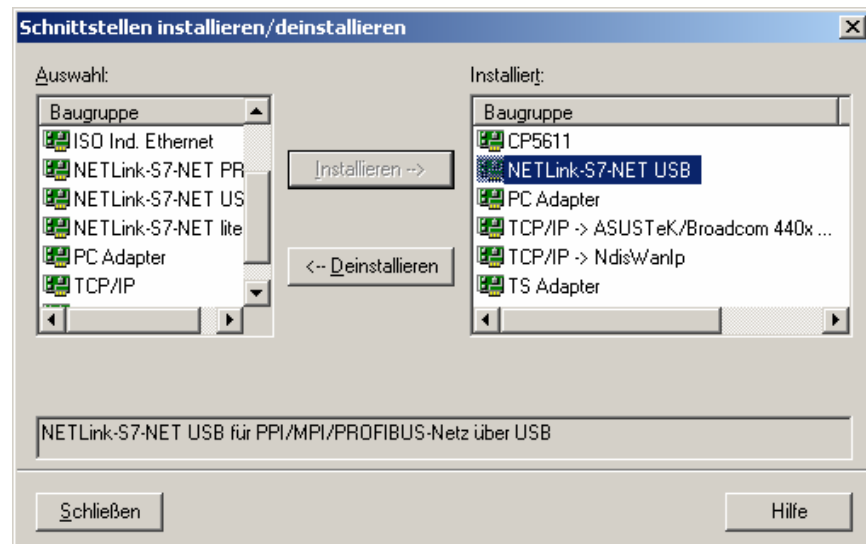 Schnittstellen installieren/deinstallieren
Auswahl:
Baugruppe
ISO Ind. Ethernet
NETLink-S7-NET PR
NETLink-S7-NET US
NETLink-S7-NET lite
PC Adapter
TCP/IP
Installieren -->
<-- Deinstallieren
Installiert:
Baugruppe
CP5611
NETLink-S7-NET USB
PC Adapter
TCP/IP -> ASUSTeK/Broadcom 440x ...
TCP/IP -> NdisWanIp
TS Adapter
NETLink-S7-NET USB für PPI/MPI/PROFIBUS-Netz über USB
Schließen
Hilfe